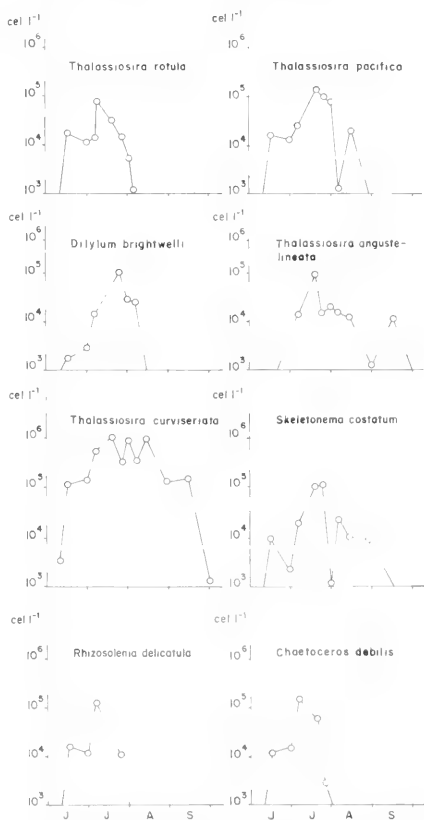 cel l⁻¹
10⁶
10⁵
10⁴
10³
Thalassiosira rotula
10⁶
10⁵
10⁴
10³
Thalassiosira pacifica
cel l⁻¹
10⁶
10⁵
10⁴
10³
Ditylum brightwelli
cel l⁻¹
10⁶
10⁵
10⁴
10³
Thalassiosira anguste-
lineata
cel l⁻¹
10⁶
10⁵
10⁴
10³
Thalassiosira curviseriata
cel l⁻¹
10⁶
10⁵
10⁴
10³
Skeletonema costatum
cel l⁻¹
10⁶
10⁵
10⁴
10³
Rhizosolenia delicatula
J J A S
cel l⁻¹
10⁶
10⁵
10⁴
10³
Chaetoceros debilis
J J A S